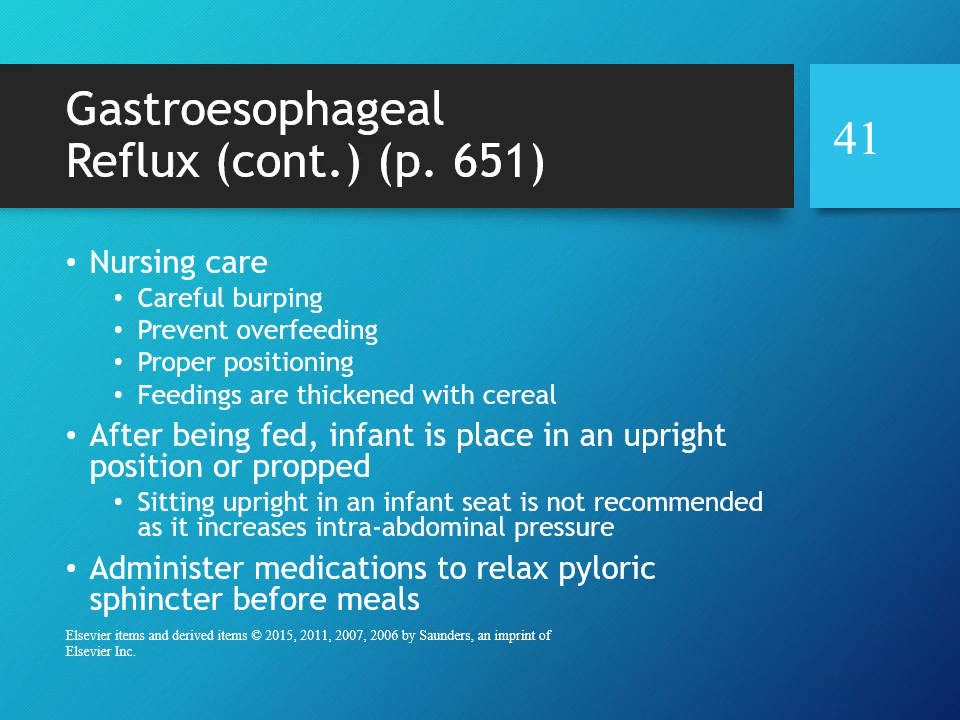 Gastroesophageal
Reflux (cont.) (p. 651)
41
• Nursing care
• Careful burping
• Prevent overfeeding
• Proper positioning
• Feedings are thickened with cereal
• After being fed, infant is place in an upright
position or propped
• Sitting upright in an infant seat is not recommended
as it increases intra-abdominal pressure
• Administer medications to relax pyloric
sphincter before meals
Elsevier items and derived items © 2015, 2011, 2007, 2006 by Saunders, an imprint of
Elsevier Inc.